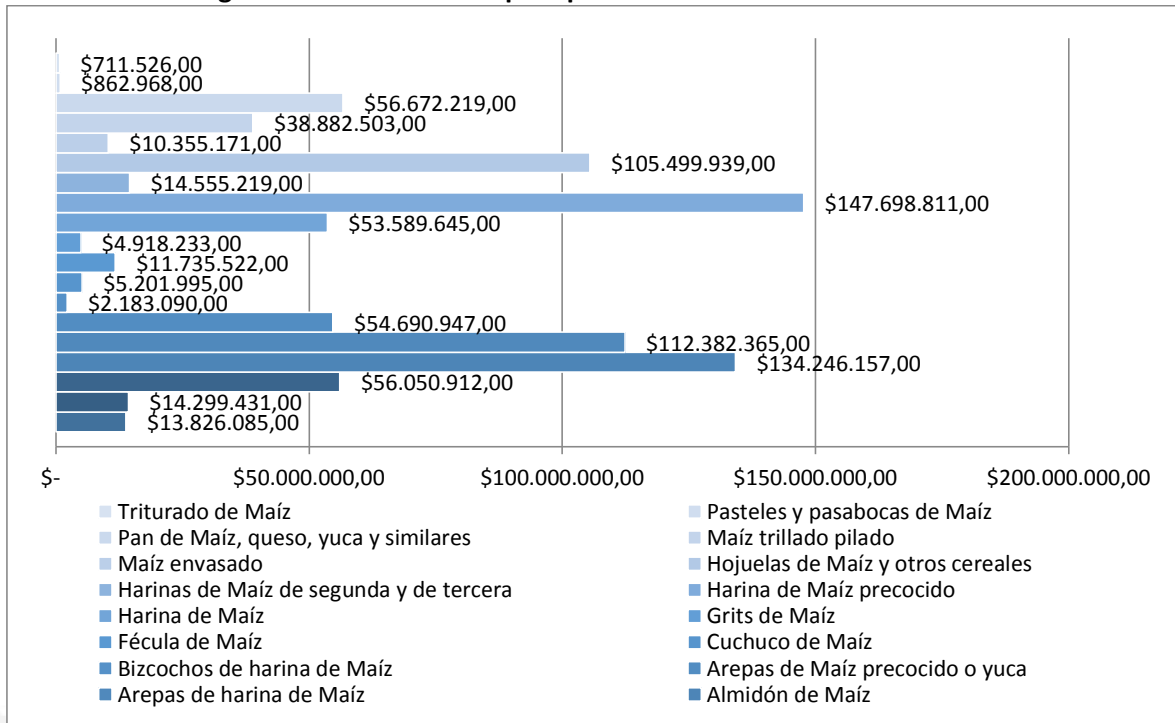 $711.526,00
$862.968,00
$56.672.219,00
$38.882.503,00
$10.355.171,00
$105.499.939,00
$14.555.219,00
$147.698.811,00
$53.589.645,00
$4.918.233,00
$11.735.522,00
$5.201.995,00
$2.183.090,00
$54.690.947,00
$112.382.365,00
$134.246.157,00
$56.050.912,00
$14.299.431,00
$13.826.085,00
$- $50.000.000,00 $100.000.000,00 $150.000.000,00 $200.000.000,00
Triturado de Maíz Pasteles y pasabocas de Maíz
Pan de Maíz, queso, yuca y similares Maíz trillado pilado
Maíz envasado Hojuelas de Maíz y otros cereales
Harinas de Maíz de segunda y de tercera Harina de Maíz precocido
Harina de Maíz Grits de Maíz
Fécula de Maíz Cuchuco de Maíz
Bizcochos de harina de Maíz Arepas de Maíz precocido o yuca
Arepas de harina de Maíz Almidón de Maíz